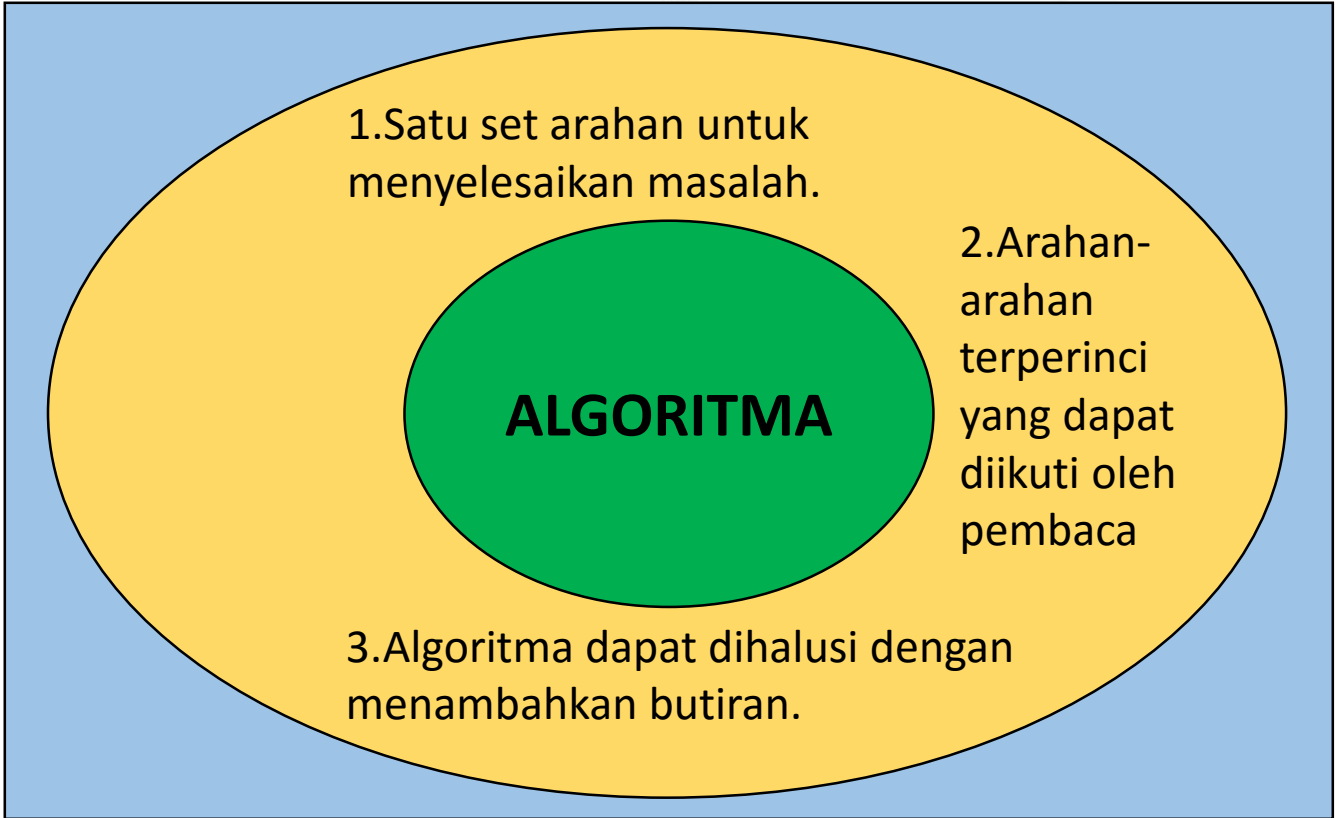 1.Satu set arahan untuk
menyelesaikan masalah.
2.Arahan-
arahan
terperinci
yang dapat
diikuti oleh
pembaca
ALGORITMA
3.Algoritma dapat dihalusi dengan
menambahkan butiran.